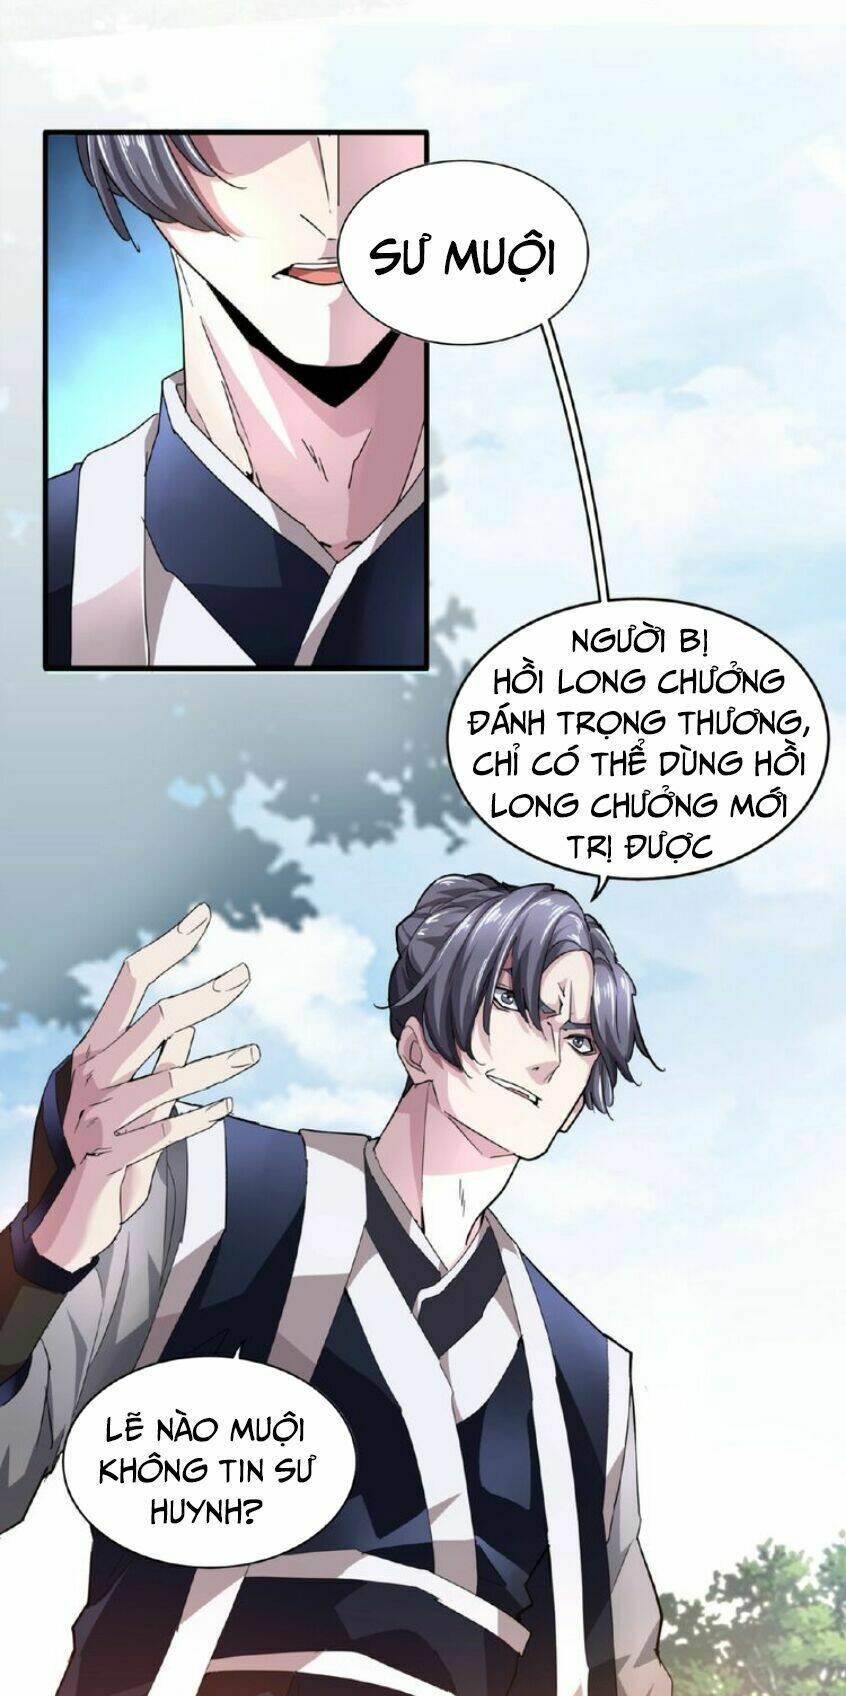 SƯ MUỘI
NGƯỜI BỊ
HỒI LONG CHƯỞNG
ĐÁNH TRỌNG THƯƠNG,
CHỈ CÓ THỂ DÙNG HỒI
LONG CHƯỞNG MỚI
TRỊ ĐƯỢC
LẼ NÀO MUỘI
KHÔNG TIN SƯ
HUYNH?